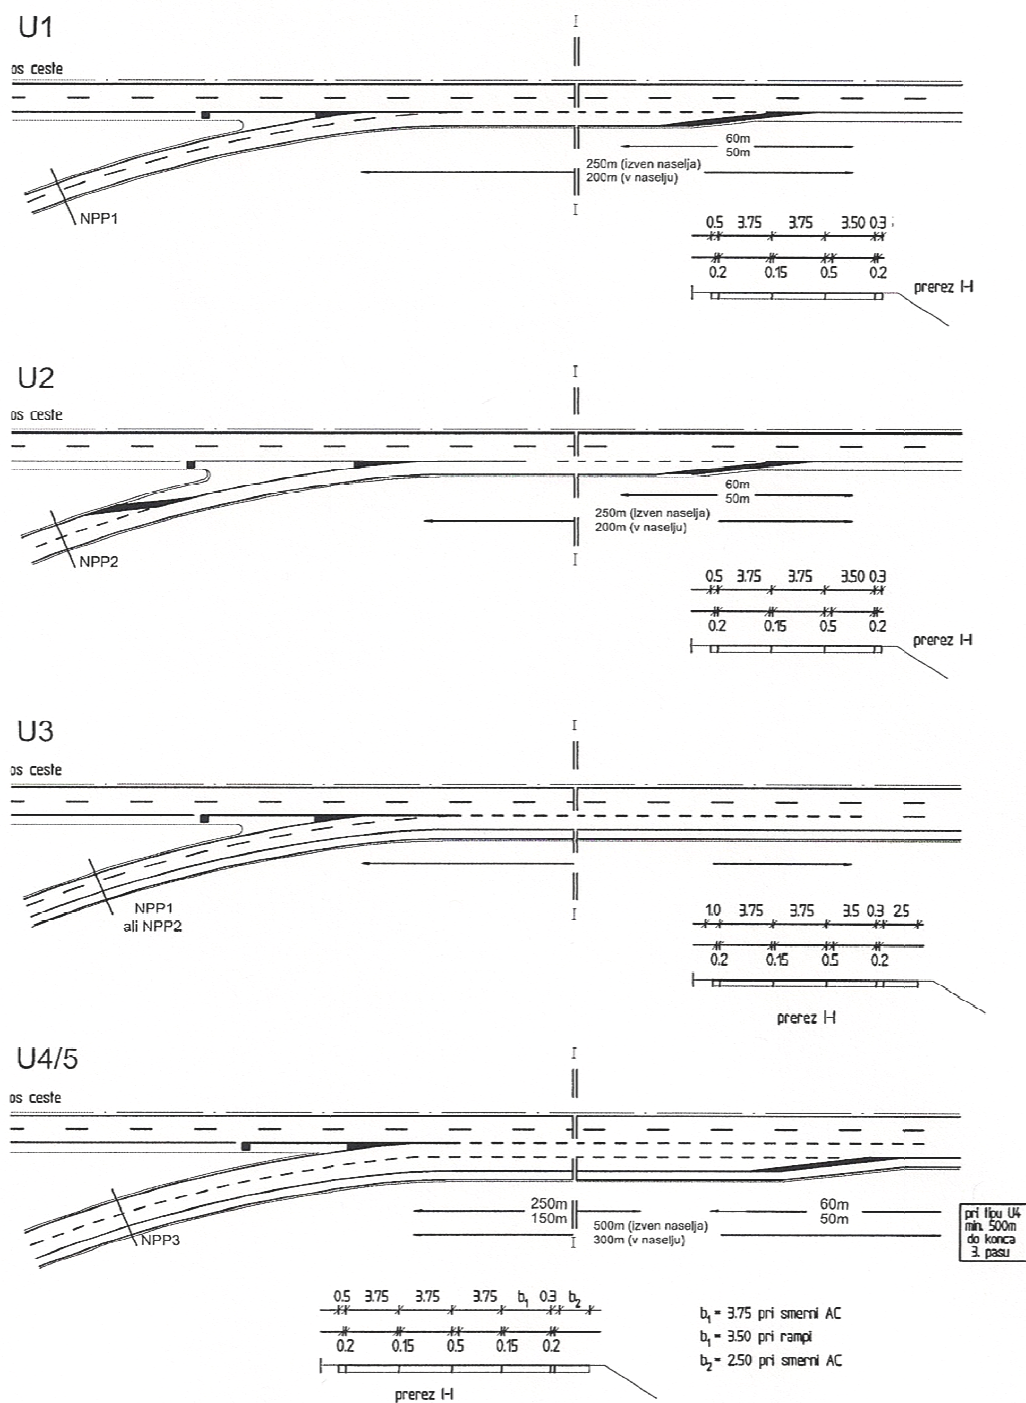 U1
I
os ceste
60m
50m
250m (izven naselja)
200m (v naselju)
I
NPP1
0.5 3.75 3.75 3.50 0.3
0.2 0.15 0.5 0.2
prerez I-I
U2
I
os ceste
60m
50m
250m (izven naselja)
200m (v naselju)
I
NPP2
0.5 3.75 3.75 3.50 0.3
0.2 0.15 0.5 0.2
prerez I-I
U3
I
os ceste
NPP1
ali NPP2
I
1.0 3.75 3.75 3.5 0.3 2.5
0.2 0.15 0.5 0.2
prerez I-I
U4/5
I
os ceste
250m
150m
60m
50m
500m (izven naselja)
300m (v naselju)
I
NPP3
pri tipu U4
min. 500m
do konca
3. pasu
0.5 3.75 3.75 3.75 b1 0.3 b2
0.2 0.15 0.5 0.15 0.2
prerez I-I
b1 = 3.75 pri smerni AC
b1 = 3.50 pri rampi
b2 = 2.50 pri smerni AC